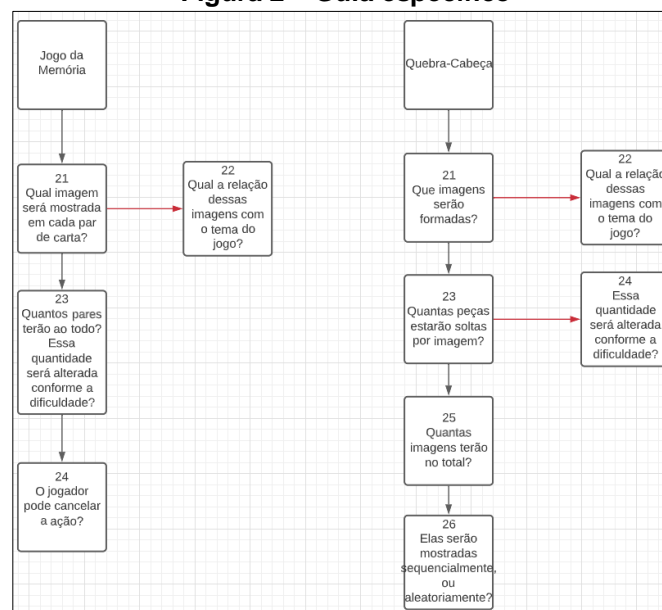 Figura 2 – Guia específico
Jogo da
Memória
21
Qual imagem
será mostrada
em cada par
de carta?
22
Qual a relação
dessas
imagens com
o tema do
jogo?
23
Quantos pares
terão ao todo?
Essa
quantidade
será alterada
conforme a
dificuldade?
24
O jogador
pode cancelar
a ação?
Quebra-Cabeça
21
Que imagens
serão
formadas?
22
Qual a relação
dessas
imagens com
o tema do
jogo?
23
Quantas peças
estarão soltas
por imagem?
24
Essa
quantidade
será alterada
conforme a
dificuldade?
25
Quantas
imagens terão
no total?
26
Elas serão
mostradas
sequencialmente,
ou
aleatoriamente?